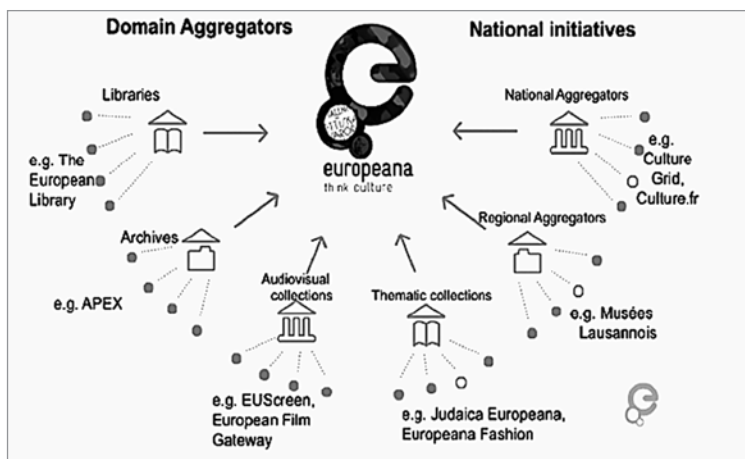 Domain Aggregators
National initiatives
Libraries
National Aggregators
e.g. The
European
Library
e.g.
Culture
Grid,
Culture.fr
europeana
think culture
Archives
Regional Aggregators
e.g. APEX
Audiovisual
collections
Thematic collections
e.g. Musées
Lausannois
e.g. EUScreen,
European Film
Gateway
e.g. Judaica Europeana,
Europeana Fashion